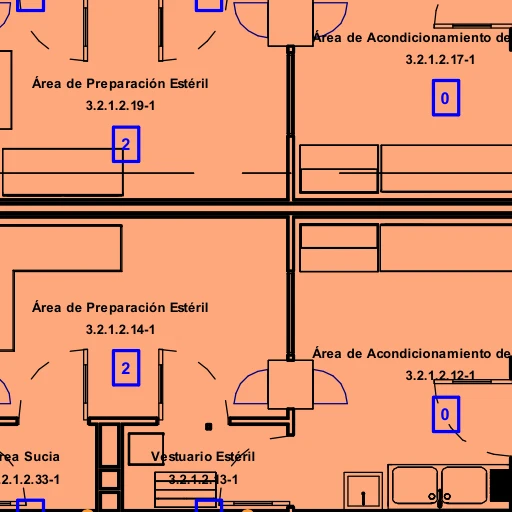 Área de Acondicionamiento de
3.2.1.2.17-1
0
Área de Preparación Estéril
3.2.1.2.19-1
2
Área de Preparación Estéril
3.2.1.2.14-1
2
Área de Acondicionamiento de
3.2.1.2.12-1
0
rea Sucia
.2.1.2.33-1
Vestuario Estéril
3.2.1.2.13-1